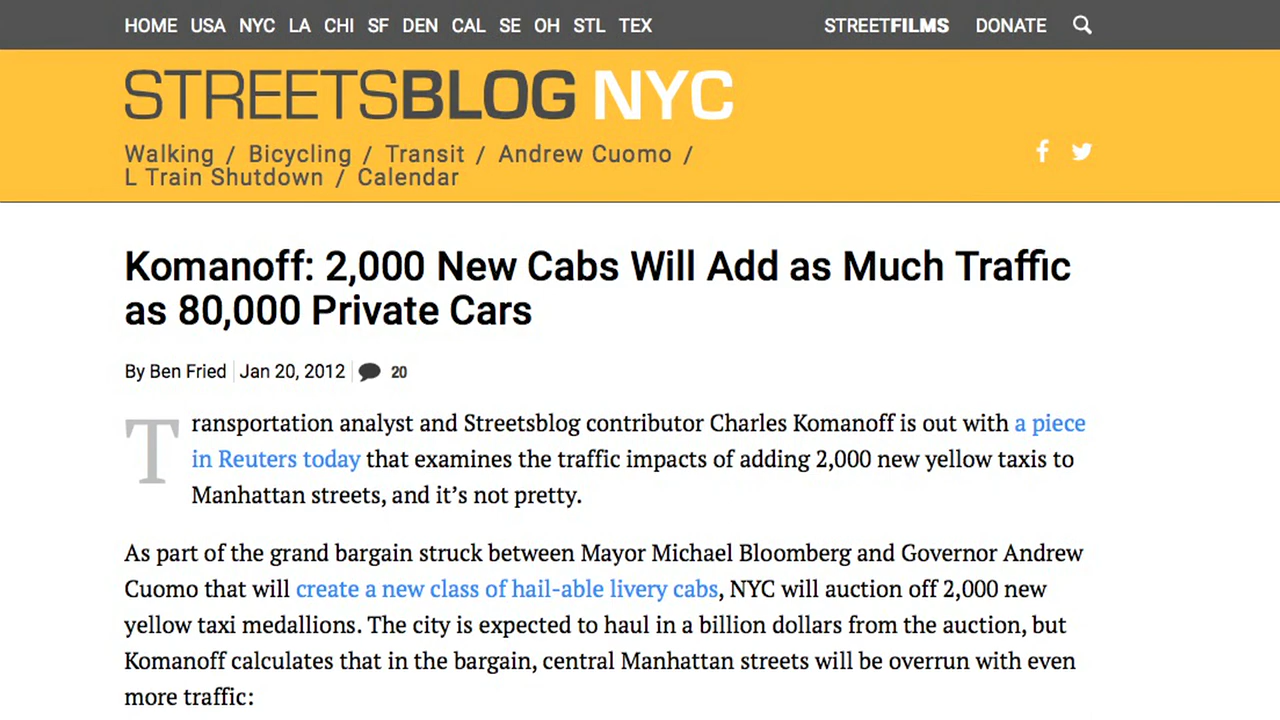 HOME USA NYC LA CHI SF DEN CAL SE OH STL TEX STREETFILMS DONATE
STREETSBLOG NYC
Walking / Bicycling / Transit / Andrew Cuomo /
L Train Shutdown / Calendar
Komanoff: 2,000 New Cabs Will Add as Much Traffic
as 80,000 Private Cars
By Ben Fried Jan 20, 2012 20
Transportation analyst and Streetsblog contributor Charles Komanoff is out with a piece
in Reuters today that examines the traffic impacts of adding 2,000 new yellow taxis to
Manhattan streets, and it’s not pretty.
As part of the grand bargain struck between Mayor Michael Bloomberg and Governor Andrew
Cuomo that will create a new class of hail-able livery cabs, NYC will auction off 2,000 new
yellow taxi medallions. The city is expected to haul in a billion dollars from the auction, but
Komanoff calculates that in the bargain, central Manhattan streets will be overrun with even
more traffic: